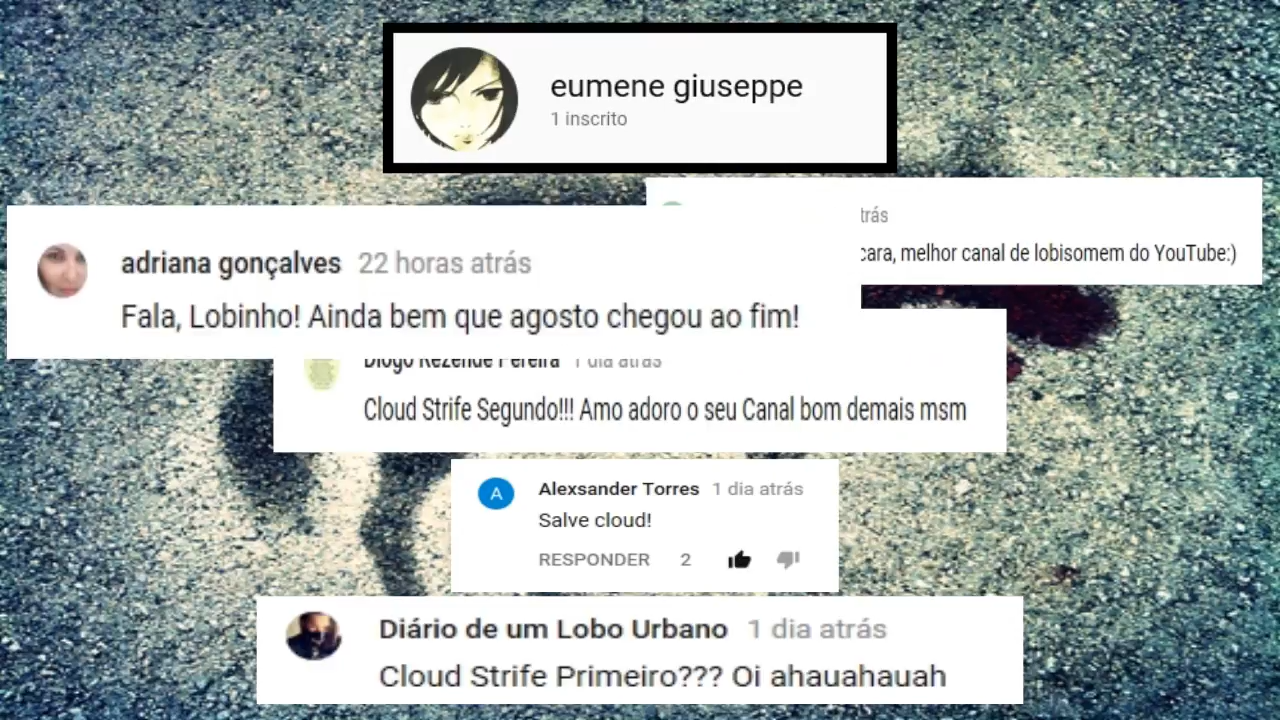 eumene giuseppe
1 inscrito
trás
cara, melhor canal de lobisomem do YouTube:)
adriana gonçalves 22 horas atrás
Fala, Lobinho! Ainda bem que agosto chegou ao fim!
Diogo Rezende Pereira 1 dia atrás
Cloud Strife Segundo!!! Amo adoro o seu Canal bom demais msm
A
Alexsander Torres 1 dia atrás
Salve cloud!
RESPONDER 2
Diário de um Lobo Urbano 1 dia atrás
Cloud Strife Primeiro??? Oi ahauahauah